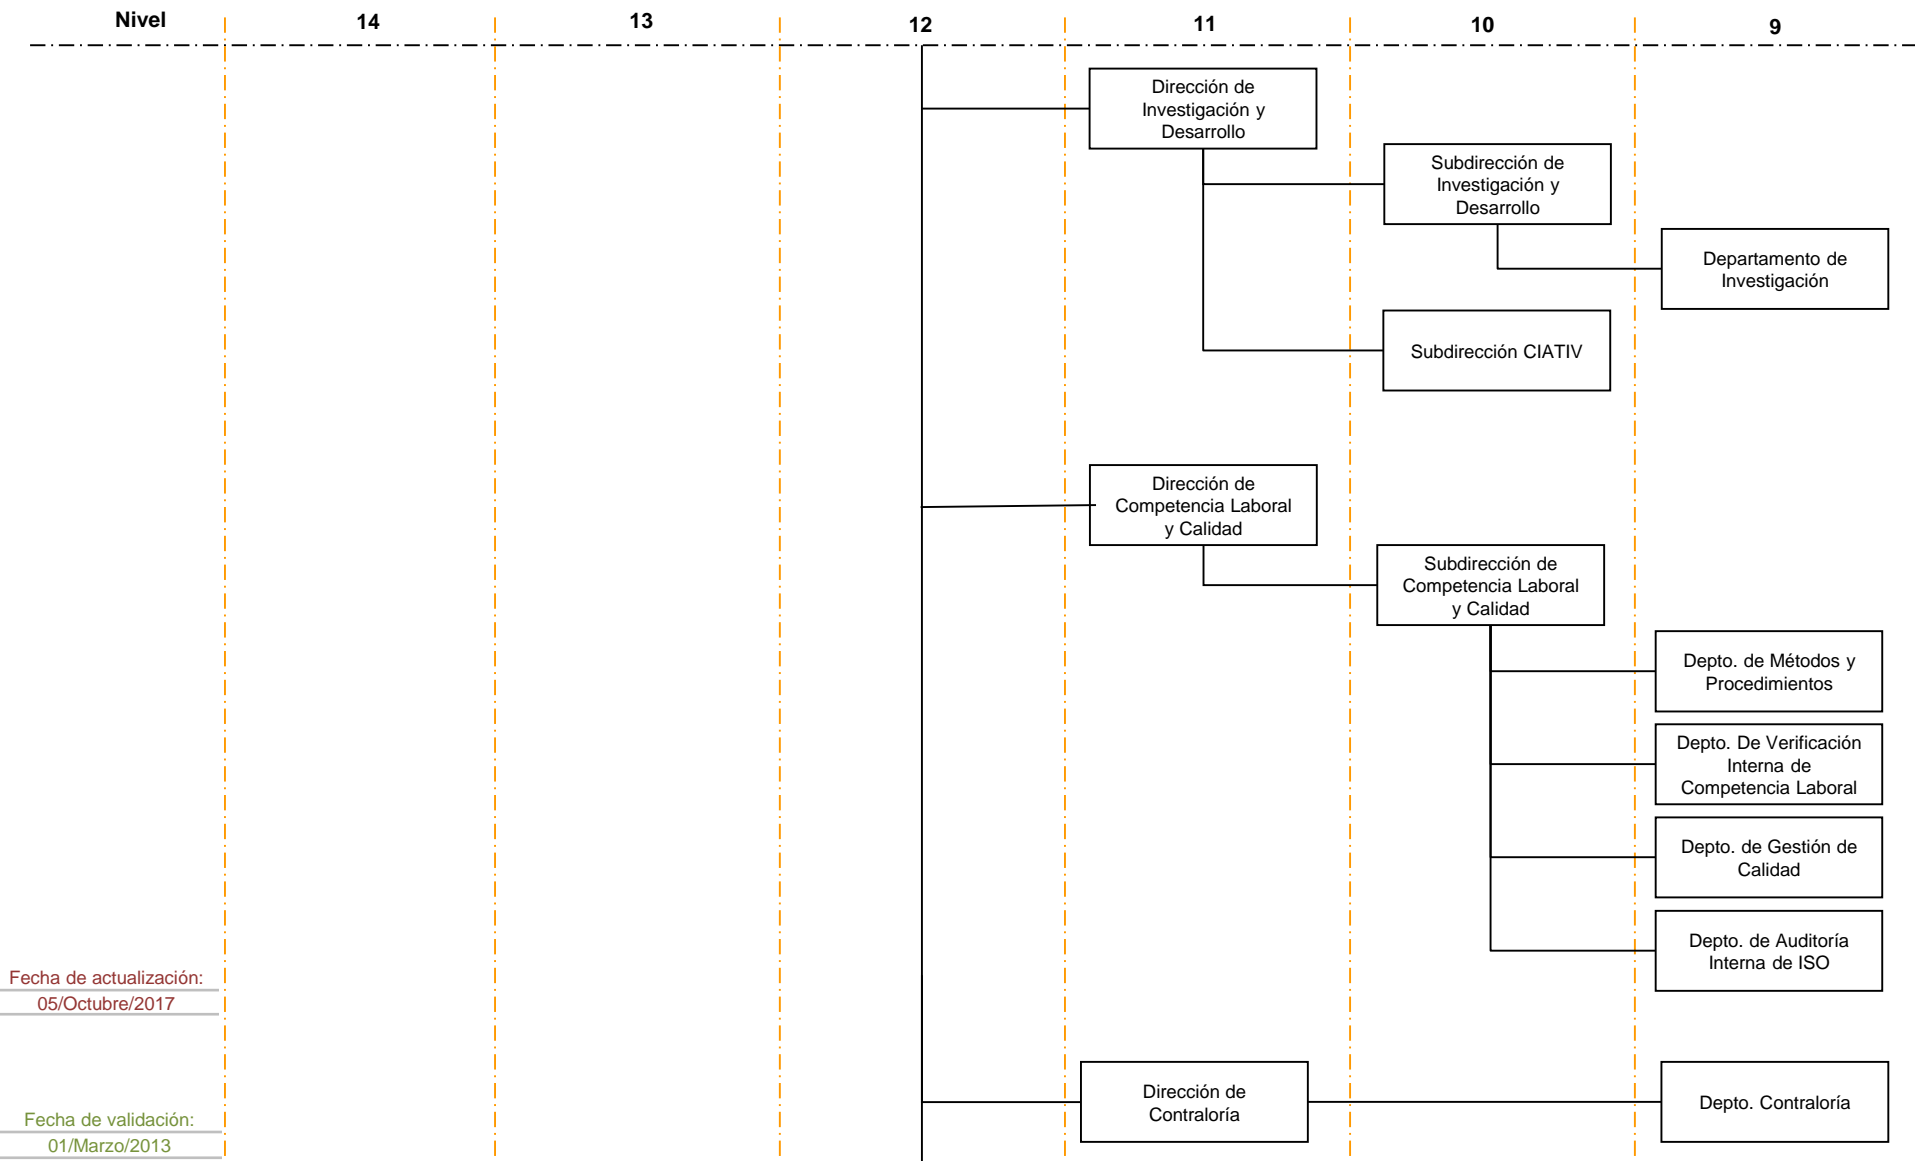 Nivel 14 13 12 11 10 9
Dirección de
Investigación y
Desarrollo
Subdirección de
Investigación y
Desarrollo
Departamento de
Investigación
Subdirección CIATIV
Dirección de
Competencia Laboral
y Calidad
Subdirección de
Competencia Laboral
y Calidad
Depto. de Métodos y
Procedimientos
Depto. De Verificación
Interna de
Competencia Laboral
Depto. de Gestión de
Calidad
Depto. de Auditoría
Interna de ISO
Fecha de actualización:
05/Octubre/2017
Dirección de
Contraloría
Depto. Contraloría
Fecha de validación:
01/Marzo/2013